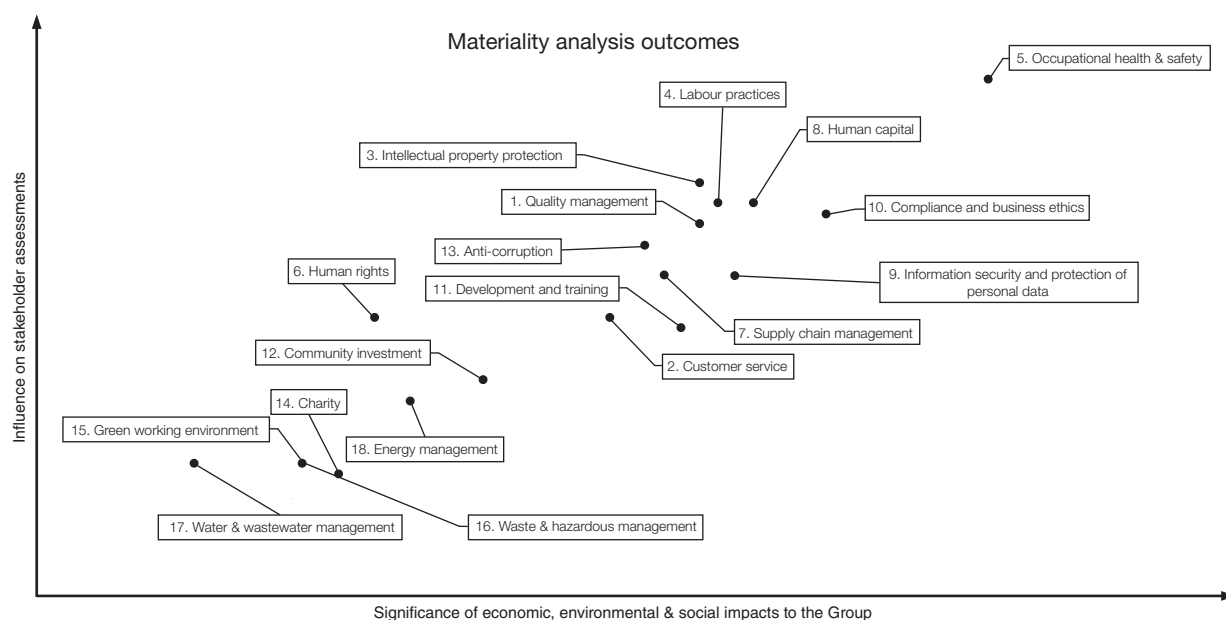 Materiality analysis outcomes
5. Occupational health & safety
4. Labour practices
8. Human capital
3. Intellectual property protection
1. Quality management
10. Compliance and business ethics
13. Anti-corruption
6. Human rights
9. Information security and protection of
personal data
11. Development and training
7. Supply chain management
12. Community investment
2. Customer service
14. Charity
15. Green working environment
18. Energy management
17. Water & wastewater management
16. Waste & hazardous management
Influence on stakeholder assessments
Significance of economic, environmental & social impacts to the Group